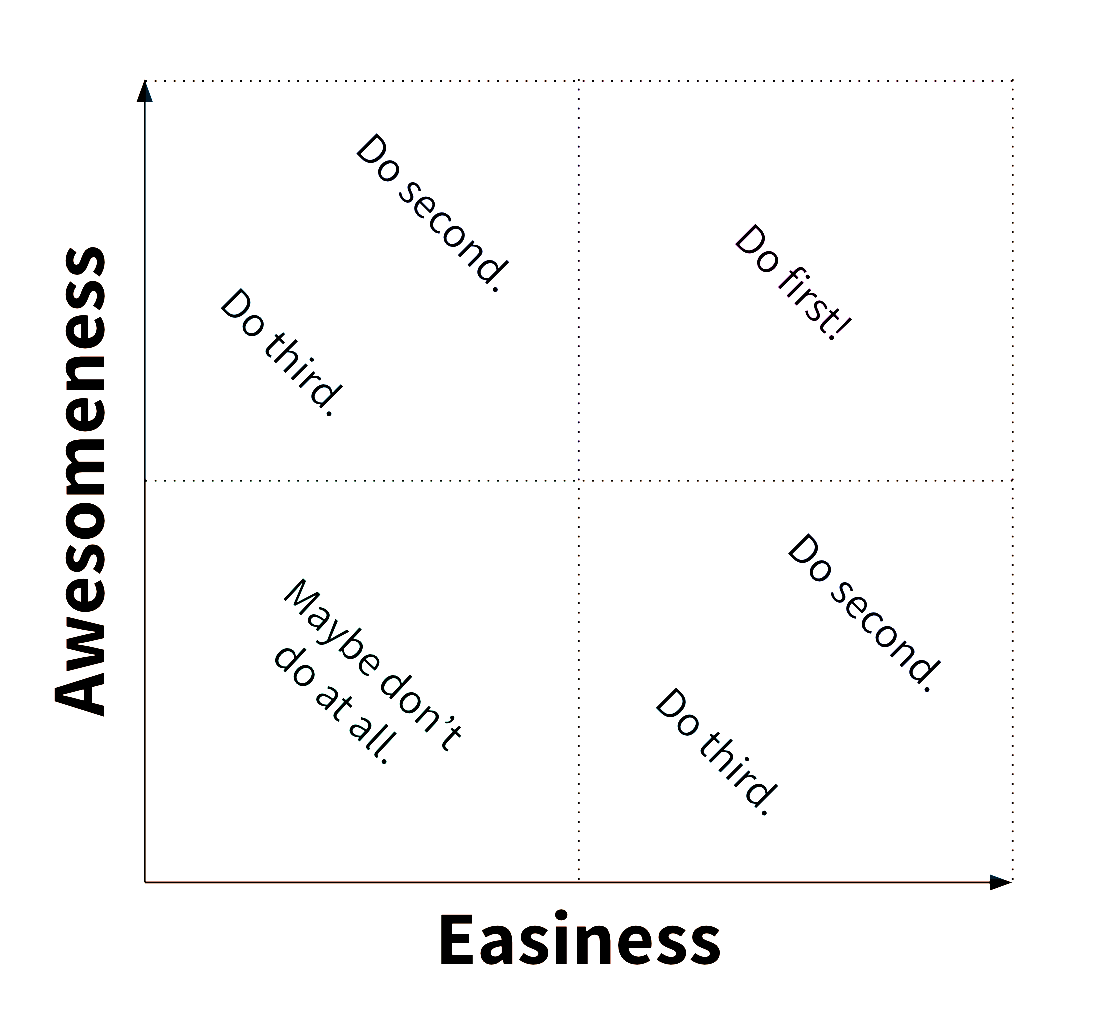 Awesomeness
Do second.
Do third.
Do first!
Maybe don’t
do at all.
Do second.
Do third.
Easiness